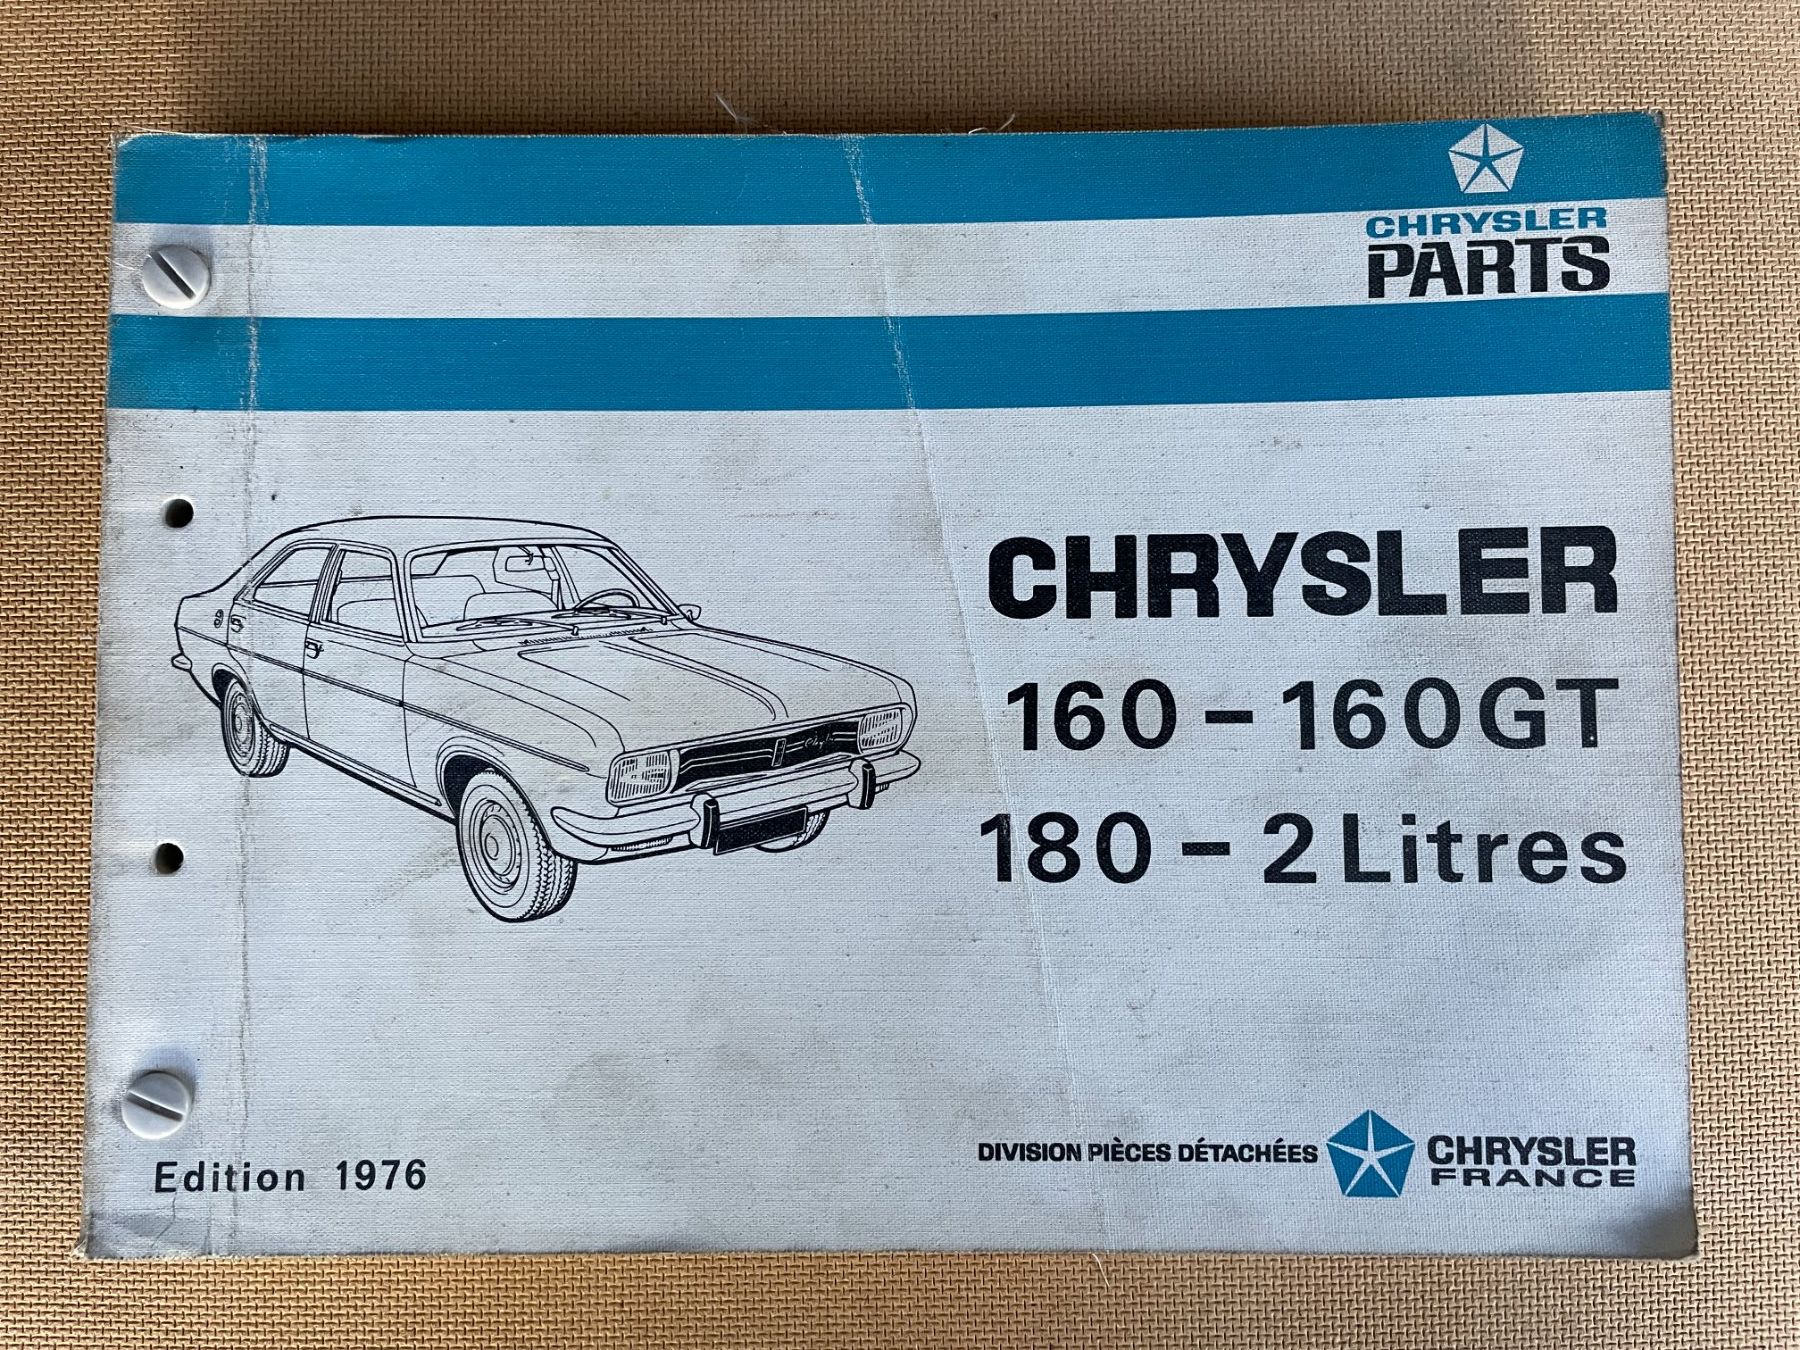 CHRYSLER
PARTS
CHRYSLER
160 - 160GT
180 - 2 Litres
Edition 1976
DIVISION PIÈCES DÉTACHÉES
CHRYSLER
FRANCE